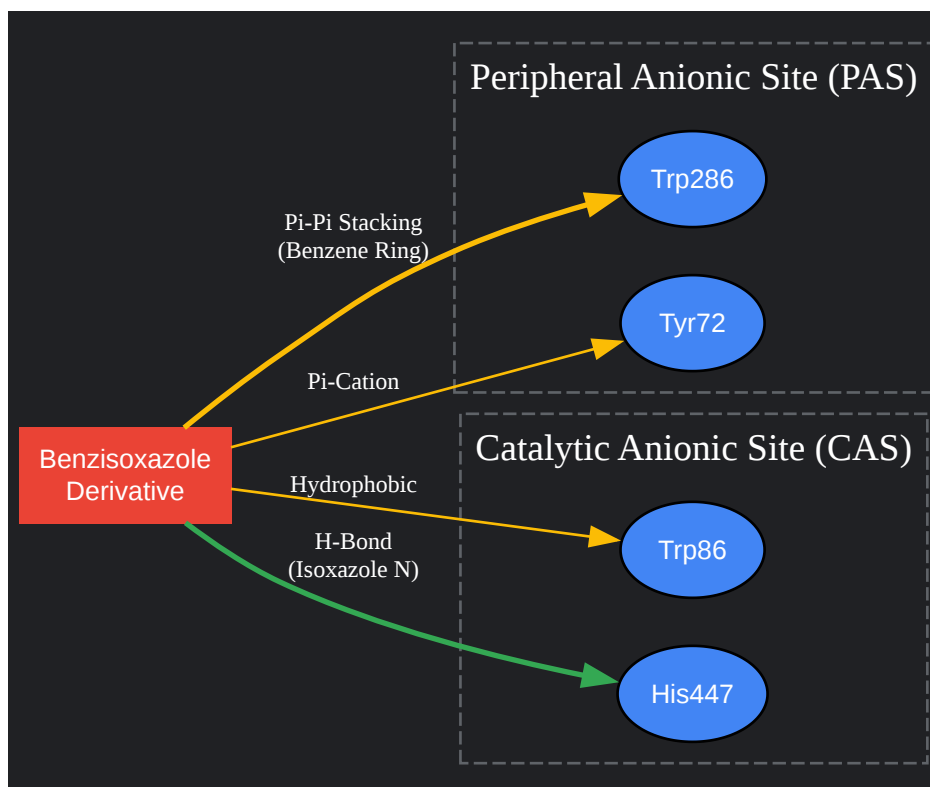 Peripheral Anionic Site (PAS)
Trp286
Pi-Pi Stacking
(Benzene Ring)
Tyr72
Pi-Cation
Benzisoxazole
Derivative
Catalytic Anionic Site (CAS)
Hydrophobic
Trp86
H-Bond
(Isoxazole N)
His447